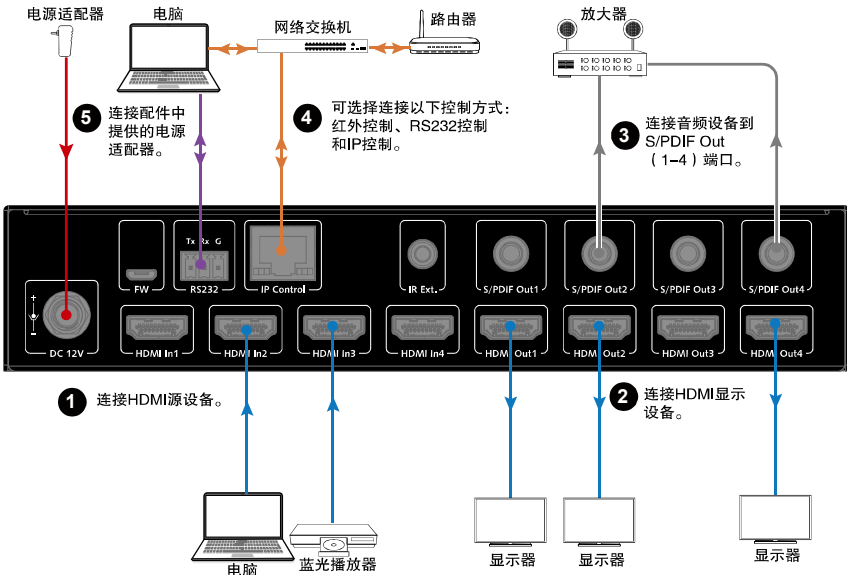 电源适配器
电脑
网络交换机
路由器
放大器
5
连接配件中
提供的电源
适配器。
4
可选择连接以下控制方式：
红外控制、RS232控制
和IP控制。
3
连接音频设备到
S/PDIF Out
（1–4）端口。
Tx Rx G
FW
RS232
IP Control
IR Ext.
S/PDIF Out1
S/PDIF Out2
S/PDIF Out3
S/PDIF Out4
+
–
DC 12V
HDMI In1
HDMI In2
HDMI In3
HDMI In4
HDMI Out1
HDMI Out2
HDMI Out3
HDMI Out4
1
连接HDMI源设备。
2
连接HDMI显示
设备。
电脑
蓝光播放器
显示器
显示器
显示器